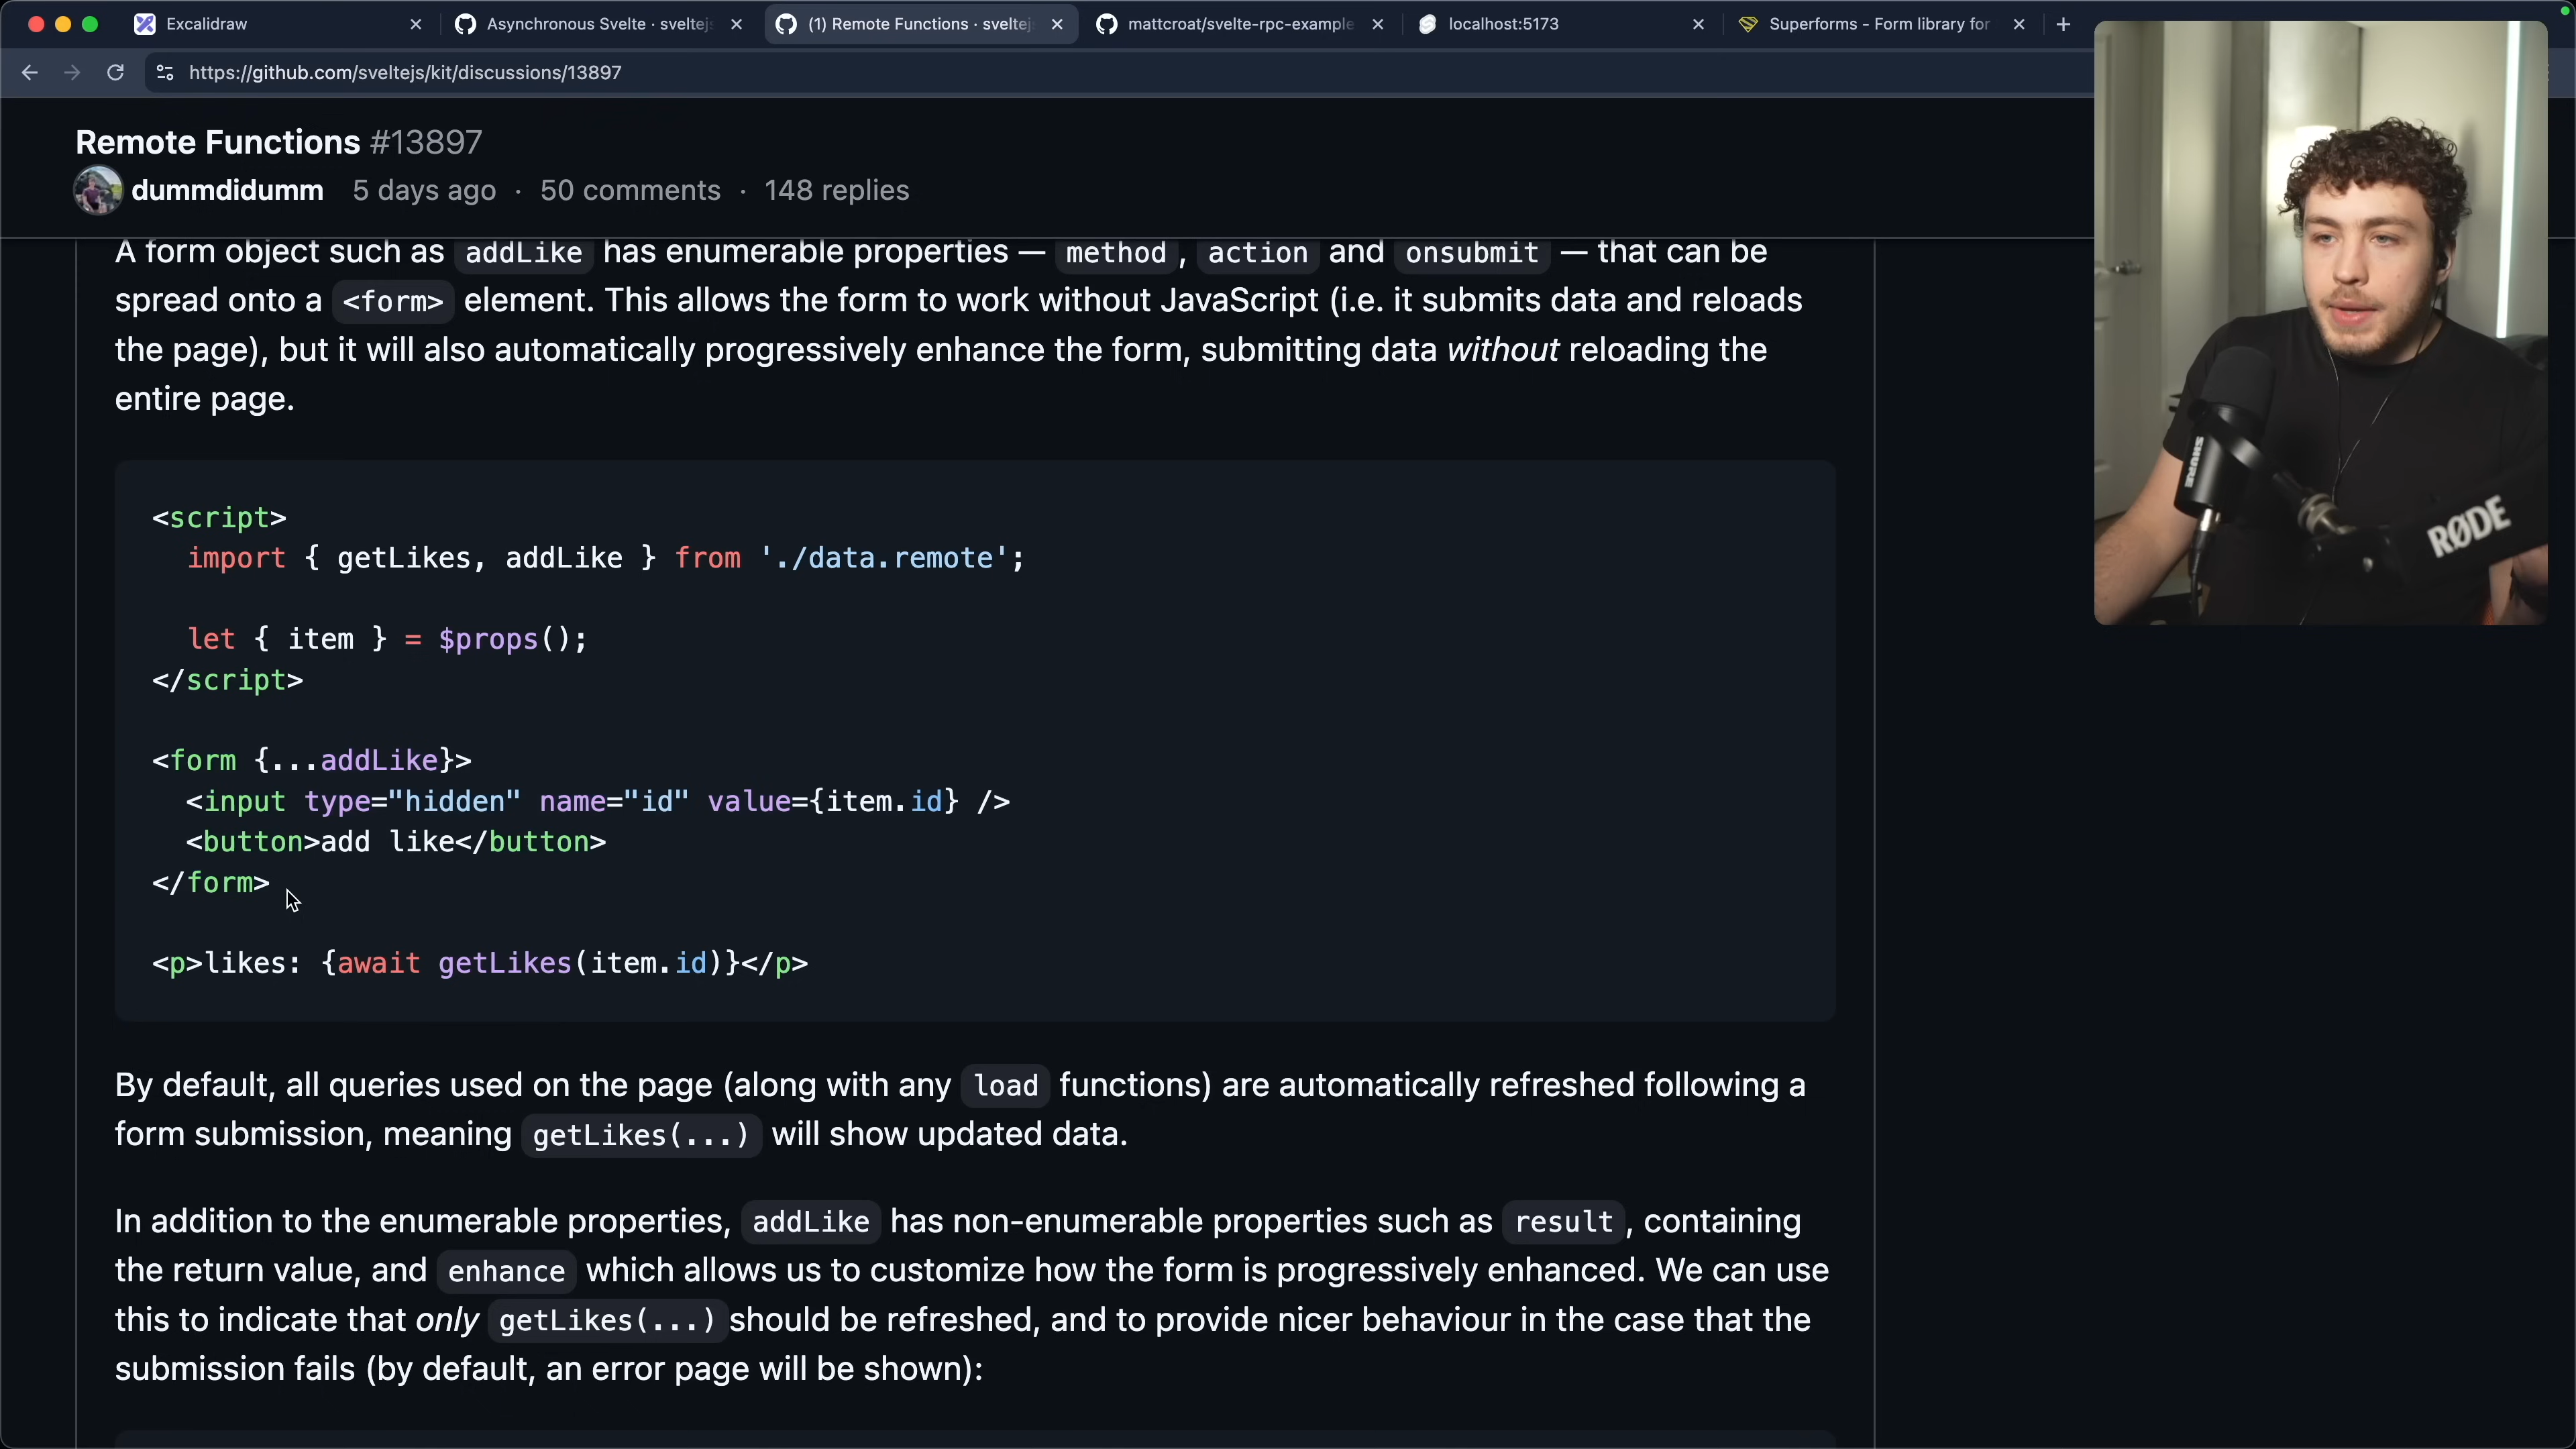 Excalidraw
Asynchronous Svelte · sveltejs
(1) Remote Functions · sveltejs
mattcroat/svelte-rpc-example
localhost:5173
Superforms - Form library for
https://github.com/sveltejs/kit/discussions/13897
Remote Functions #13897
dummdidumm 5 days ago · 50 comments · 148 replies
A form object such as addLike has enumerable properties — method, action and onsubmit — that can be
spread onto a <form> element. This allows the form to work without JavaScript (i.e. it submits data and reloads
the page), but it will also automatically progressively enhance the form, submitting data without reloading the
entire page.
<script>
import { getLikes, addLike } from './data.remote';
let { item } = $props();
</script>
<form {...addLike}>
<input type="hidden" name="id" value={item.id} />
<button>add like</button>
</form>
<p>likes: {await getLikes(item.id)}</p>
By default, all queries used on the page (along with any load functions) are automatically refreshed following a
form submission, meaning getLikes(...) will show updated data.
In addition to the enumerable properties, addLike has non-enumerable properties such as result, containing
the return value, and enhance which allows us to customize how the form is progressively enhanced. We can use
this to indicate that only getLikes(...) should be refreshed, and to provide nicer behaviour in the case that the
submission fails (by default, an error page will be shown):
SHURE
RØDE